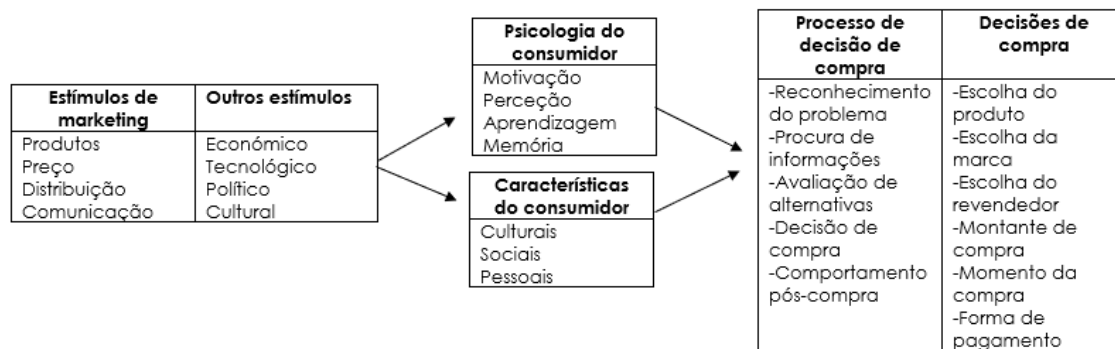 Estímulos de
marketing
Produtos
Preço
Distribuição
Comunicação
Outros estímulos
Económico
Tecnológico
Político
Cultural
Psicologia do
consumidor
Motivação
Perceção
Aprendizagem
Memória
Características
do consumidor
Culturais
Sociais
Pessoais
Processo de
decisão de
compra
-Reconhecimento
do problema
-Procura de
informações
-Avaliação de
alternativas
-Decisão de
compra
-Comportamento
pós-compra
Decisões de
compra
-Escolha do
produto
-Escolha da
marca
-Escolha do
revendedor
-Montante de
compra
-Momento da
compra
-Forma de
pagamento